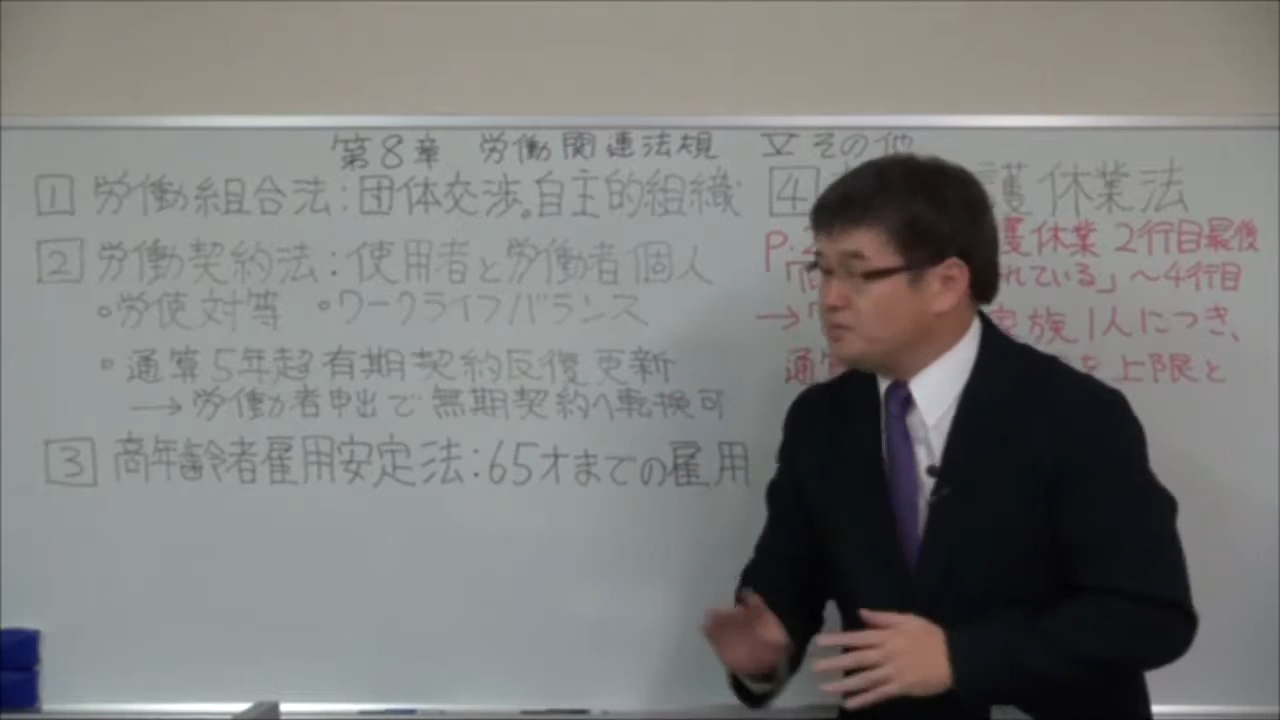 第8章 労働関連法規 Ⅴその他
1 労働組合法：団体交渉。自主的組織
2 労働契約法：使用者と労働者個人
・労使対等 ・ワークライフバランス
・通算5年超有期契約反復更新
→労働者申出で無期契約へ転換可
3 高年齢者雇用安定法：65才までの雇用
4 護休業法
P.2 護休業 2行目最後
れている」～4行目
→「 家族1人につき、
通算 を上限と